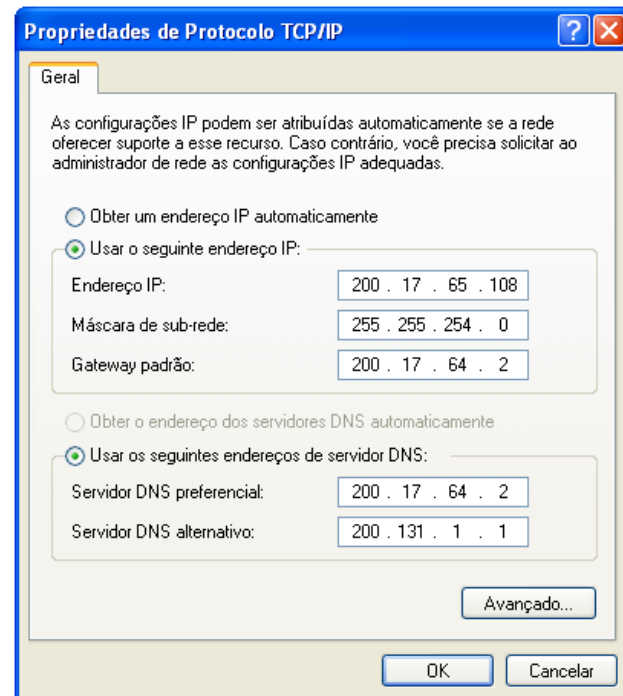 Propriedades de Protocolo TCP/IP
Geral
As configurações IP podem ser atribuídas automaticamente se a rede
oferecer suporte a esse recurso. Caso contrário, você precisa solicitar ao
administrador de rede as configurações IP adequadas.
Obter um endereço IP automaticamente
Usar o seguinte endereço IP:
Endereço IP: 200 . 17 . 65 . 108
Máscara de sub-rede: 255 . 255 . 254 . 0
Gateway padrão: 200 . 17 . 64 . 2
Obter o endereço dos servidores DNS automaticamente
Usar os seguintes endereços de servidor DNS:
Servidor DNS preferencial: 200 . 17 . 64 . 2
Servidor DNS alternativo: 200 . 131 . 1 . 1
Avançado...
OK Cancelar